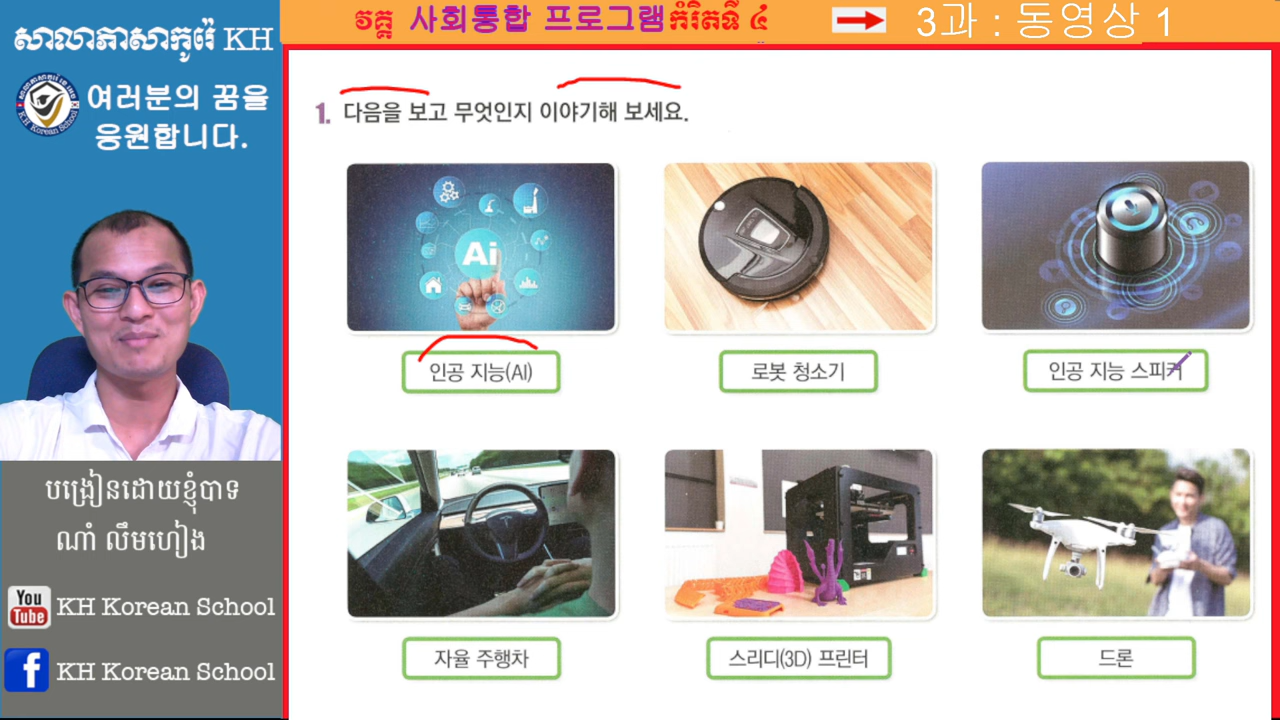 សាលាភាសាកូរ៉េ KH
여러분의 꿈을
응원합니다.
បង្រៀនដោយខ្ញុំបាទ
ណាំ លឹមហៀង
You
Tube
KH Korean School
f
KH Korean School
វគ្គ 사회통합 프로그램 កំរិតទី ៤
3과 : 동영상 1
1. 다음을 보고 무엇인지 이야기해 보세요.
Ai
인공 지능(AI)
로봇 청소기
인공 지능 스피커
자율 주행차
스리디(3D) 프린터
드론